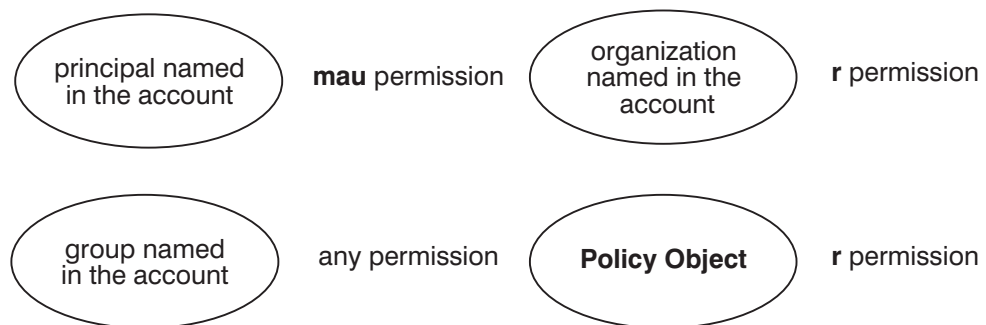 principal named
in the account
mau permission
organization
named in the
account
r permission
group named
in the account
any permission
Policy Object
r permission